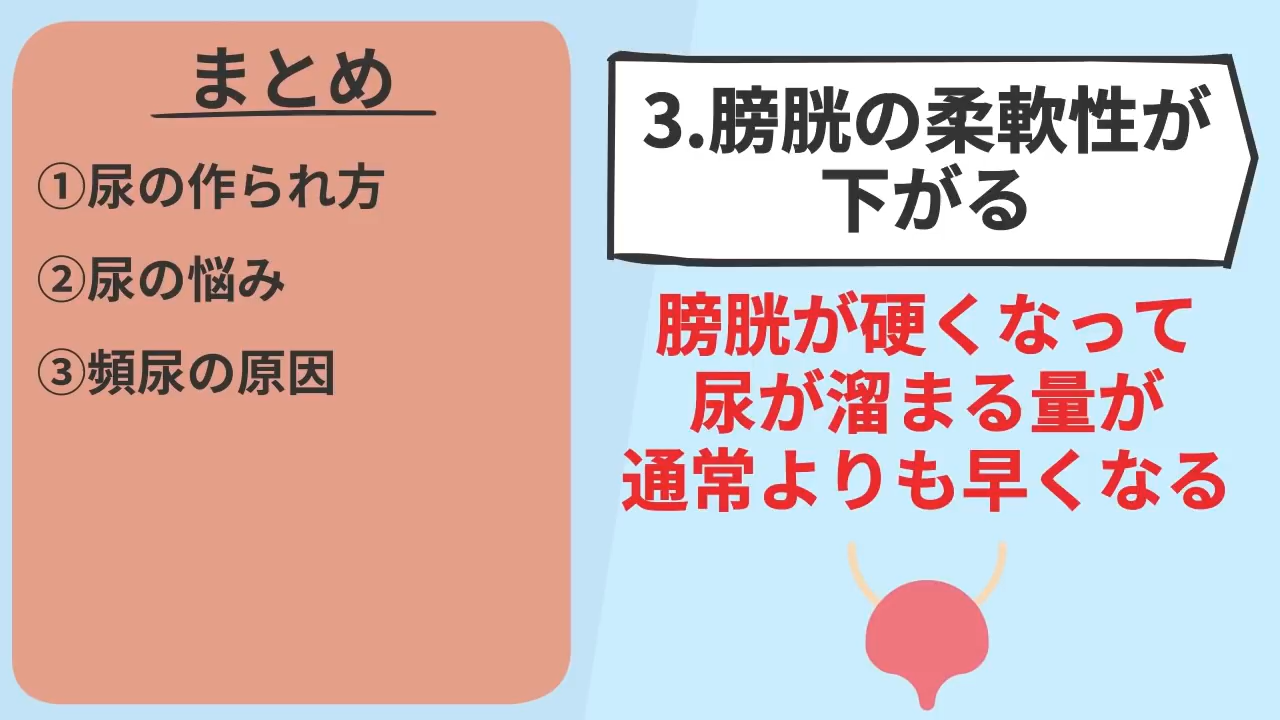 まとめ
①尿の作られ方
②尿の悩み
③頻尿の原因
3.膀胱の柔軟性が
下がる
膀胱が硬くなって
尿が溜まる量が
通常よりも早くなる